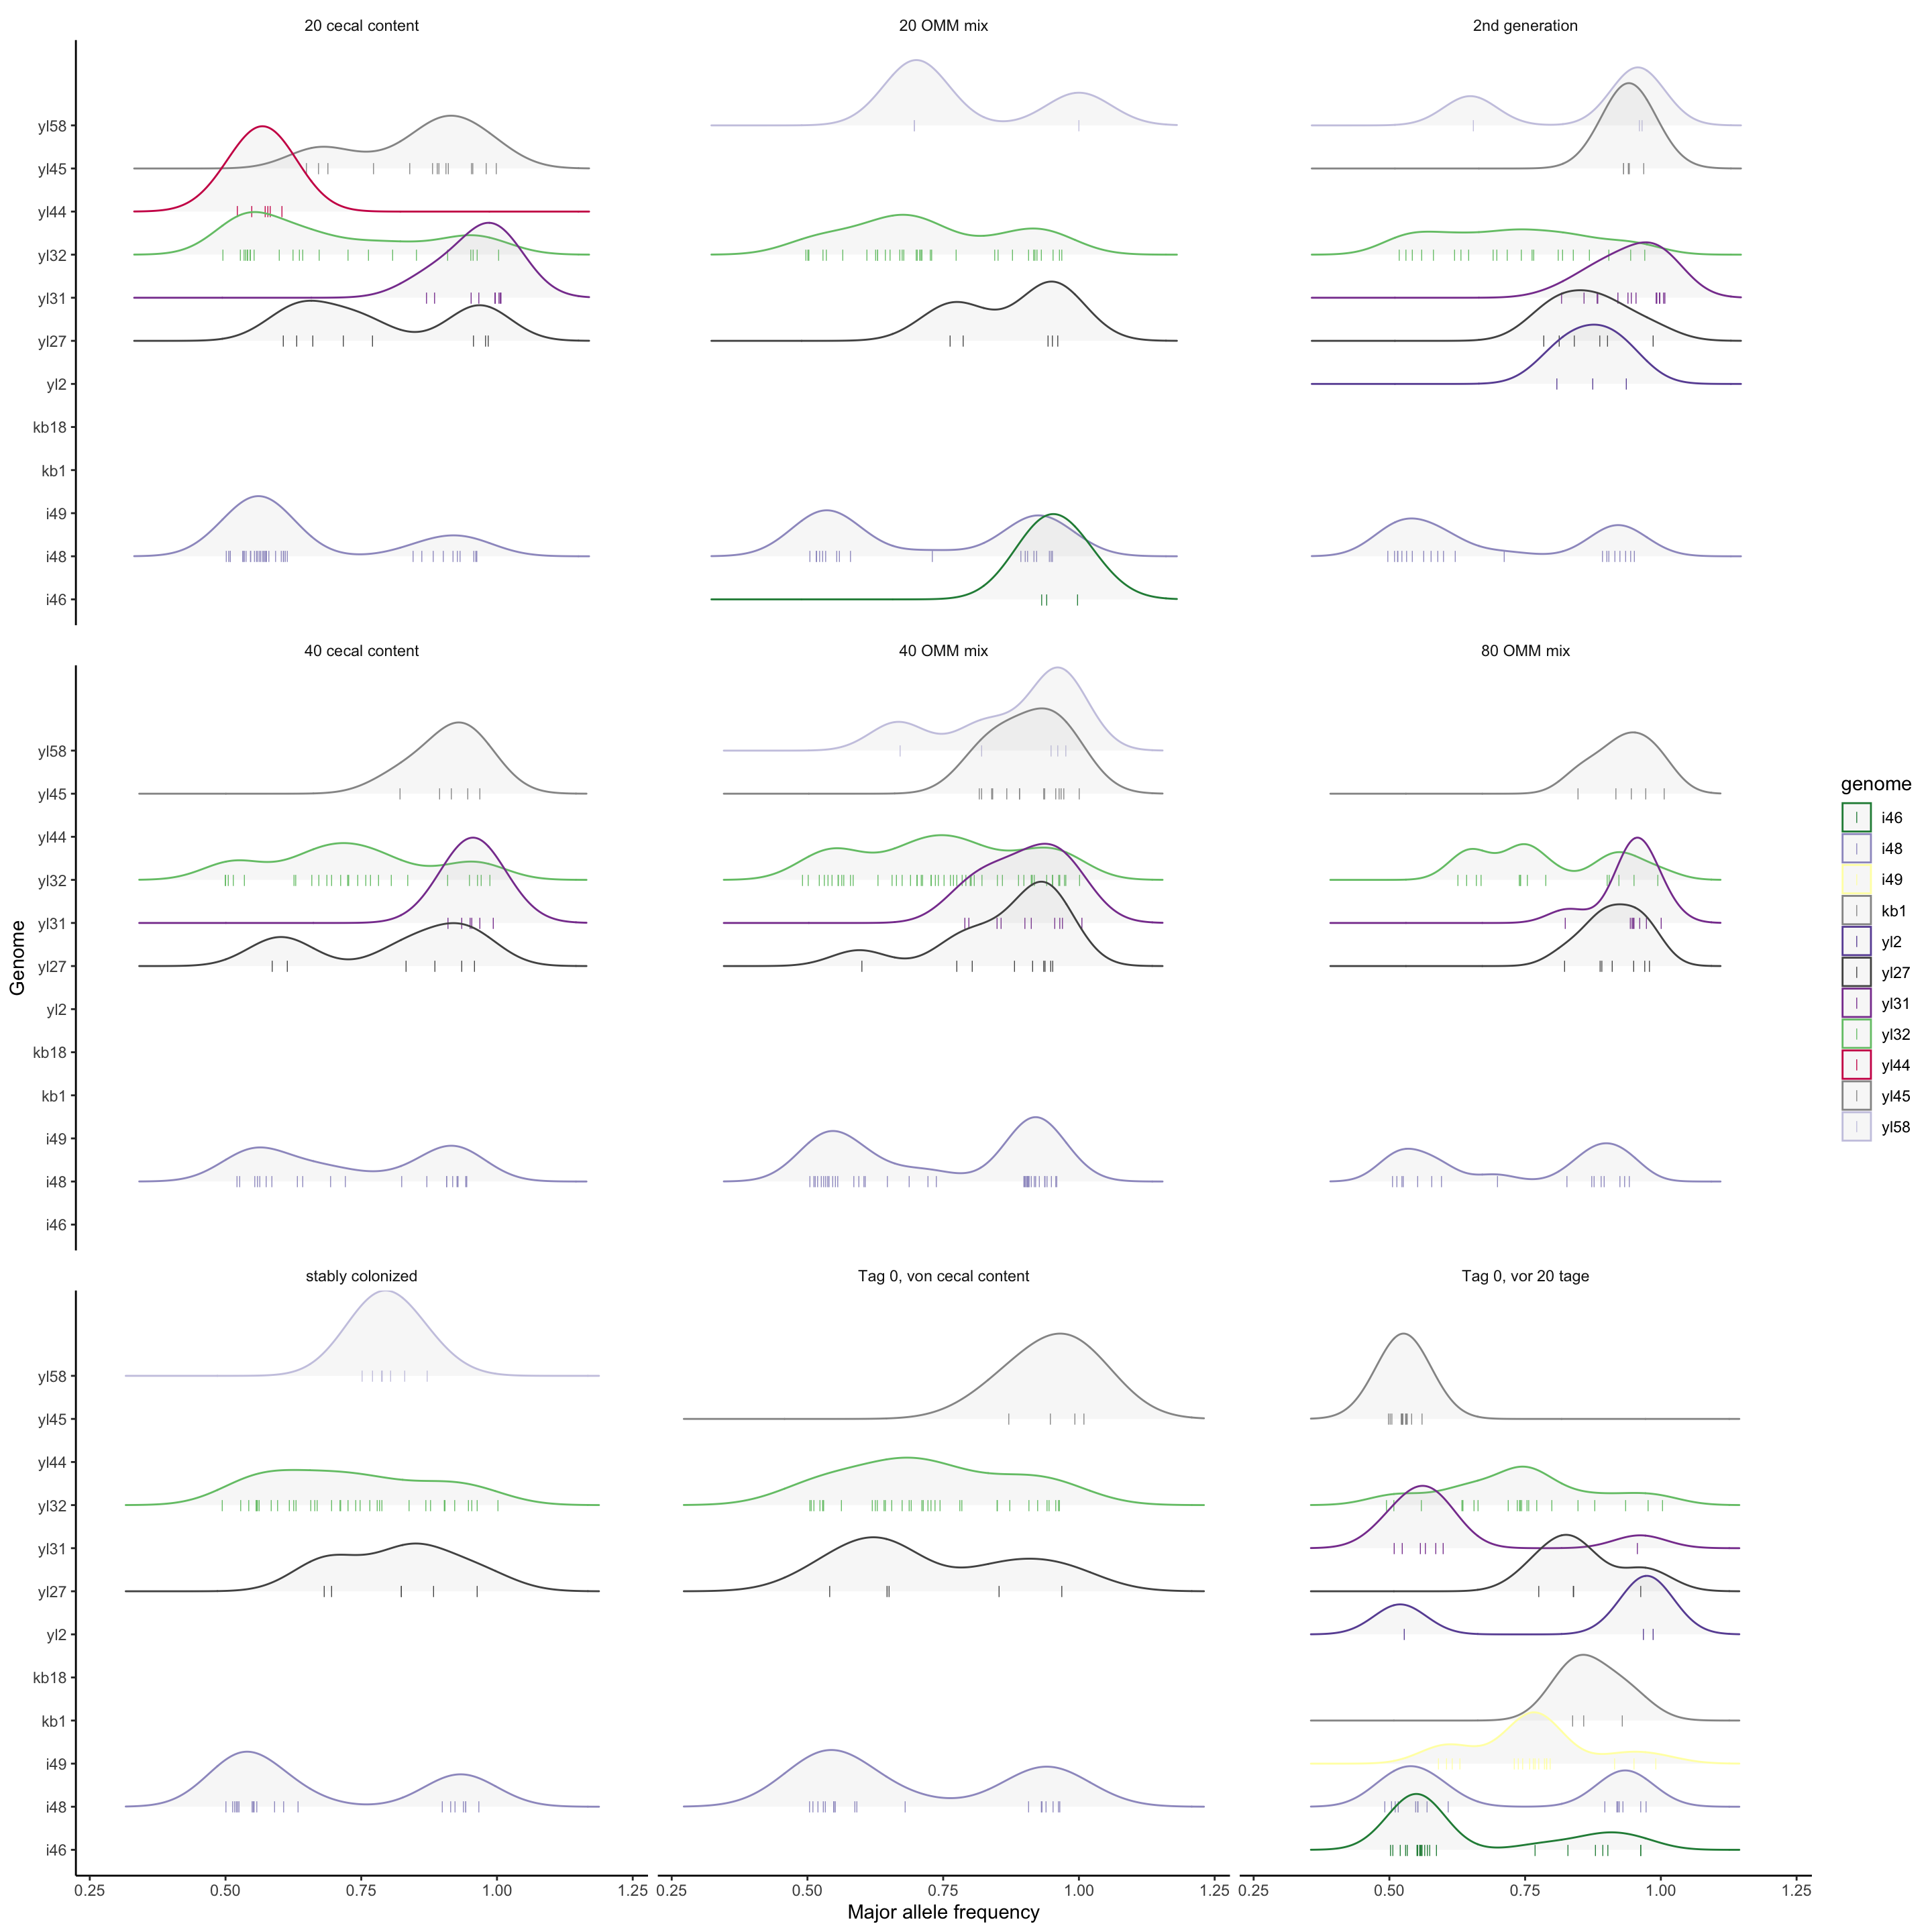 20 cecal content
20 OMM mix
2nd generation
yl58
yl45
yl44
yl32
yl31
yl27
yl2
kb18
kb1
i49
i48
i46
40 cecal content
40 OMM mix
80 OMM mix
yl58
yl45
yl44
yl32
yl31
yl27
yl2
kb18
kb1
i49
i48
i46
Genome
genome
i46
i48
i49
kb1
yl2
yl27
yl31
yl32
yl44
yl45
yl58
stably colonized
Tag 0, von cecal content
Tag 0, vor 20 tage
yl58
yl45
yl44
yl32
yl31
yl27
yl2
kb18
kb1
i49
i48
i46
0.25 0.50 0.75 1.00 1.25
0.25 0.50 0.75 1.00 1.25
0.25 0.50 0.75 1.00 1.25
Major allele frequency